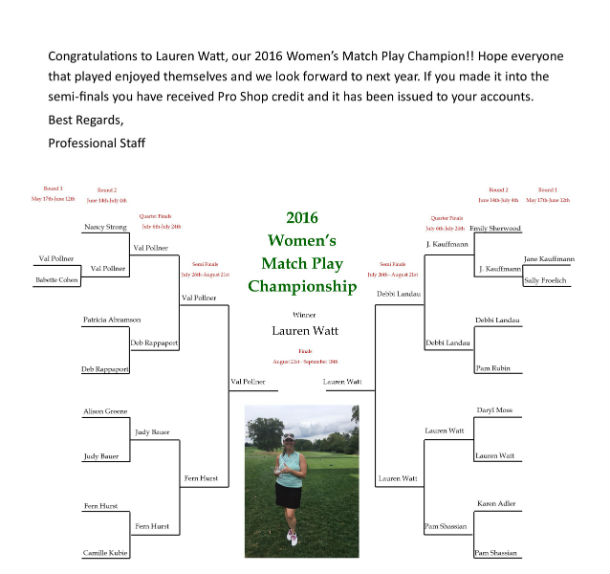 Congratulations to Lauren Watt, our 2016 Women's Match Play Champion!! Hope everyone
that played enjoyed themselves and we look forward to next year. If you made it into the
semi-finals you have received Pro Shop credit and it has been issued to your accounts.
Best Regards,
Professional Staff
Round 1
May 17th-June 12th
Round 2
June 14th-July 4th
Quarter Finals
July 6th-July 24th
Semi Finals
July 26th-August 21st
Nancy Strong
Val Pollner
Val Pollner
Babette Cohen
Val Pollner
Val Pollner
Patricia Abramson
Deb Rappaport
Deb Rappaport
Val Pollner
Alison Greene
Judy Bauer
Judy Bauer
Fern Hurst
Fern Hurst
Fern Hurst
Camille Kubie
2016
Women's
Match Play
Championship
Winner
Lauren Watt
Finals
August 23rd - September
Lauren Watt
Round 2
June 14th-July 4th
Round 1
May 17th-June 12th
Quarter Finals
July 6th-July 24th
Semi Finals
July 26th-August 21st
Emily Sherwood
J. Kauffmann
Jane Kauffmann
J. Kauffmann
Sally Froelich
Debbi Landau
Debbi Landau
Debbi Landau
Pam Rubin
Daryl Moss
Lauren Watt
Lauren Watt
Lauren Watt
Karen Adler
Pam Shassian
Pam Shassian